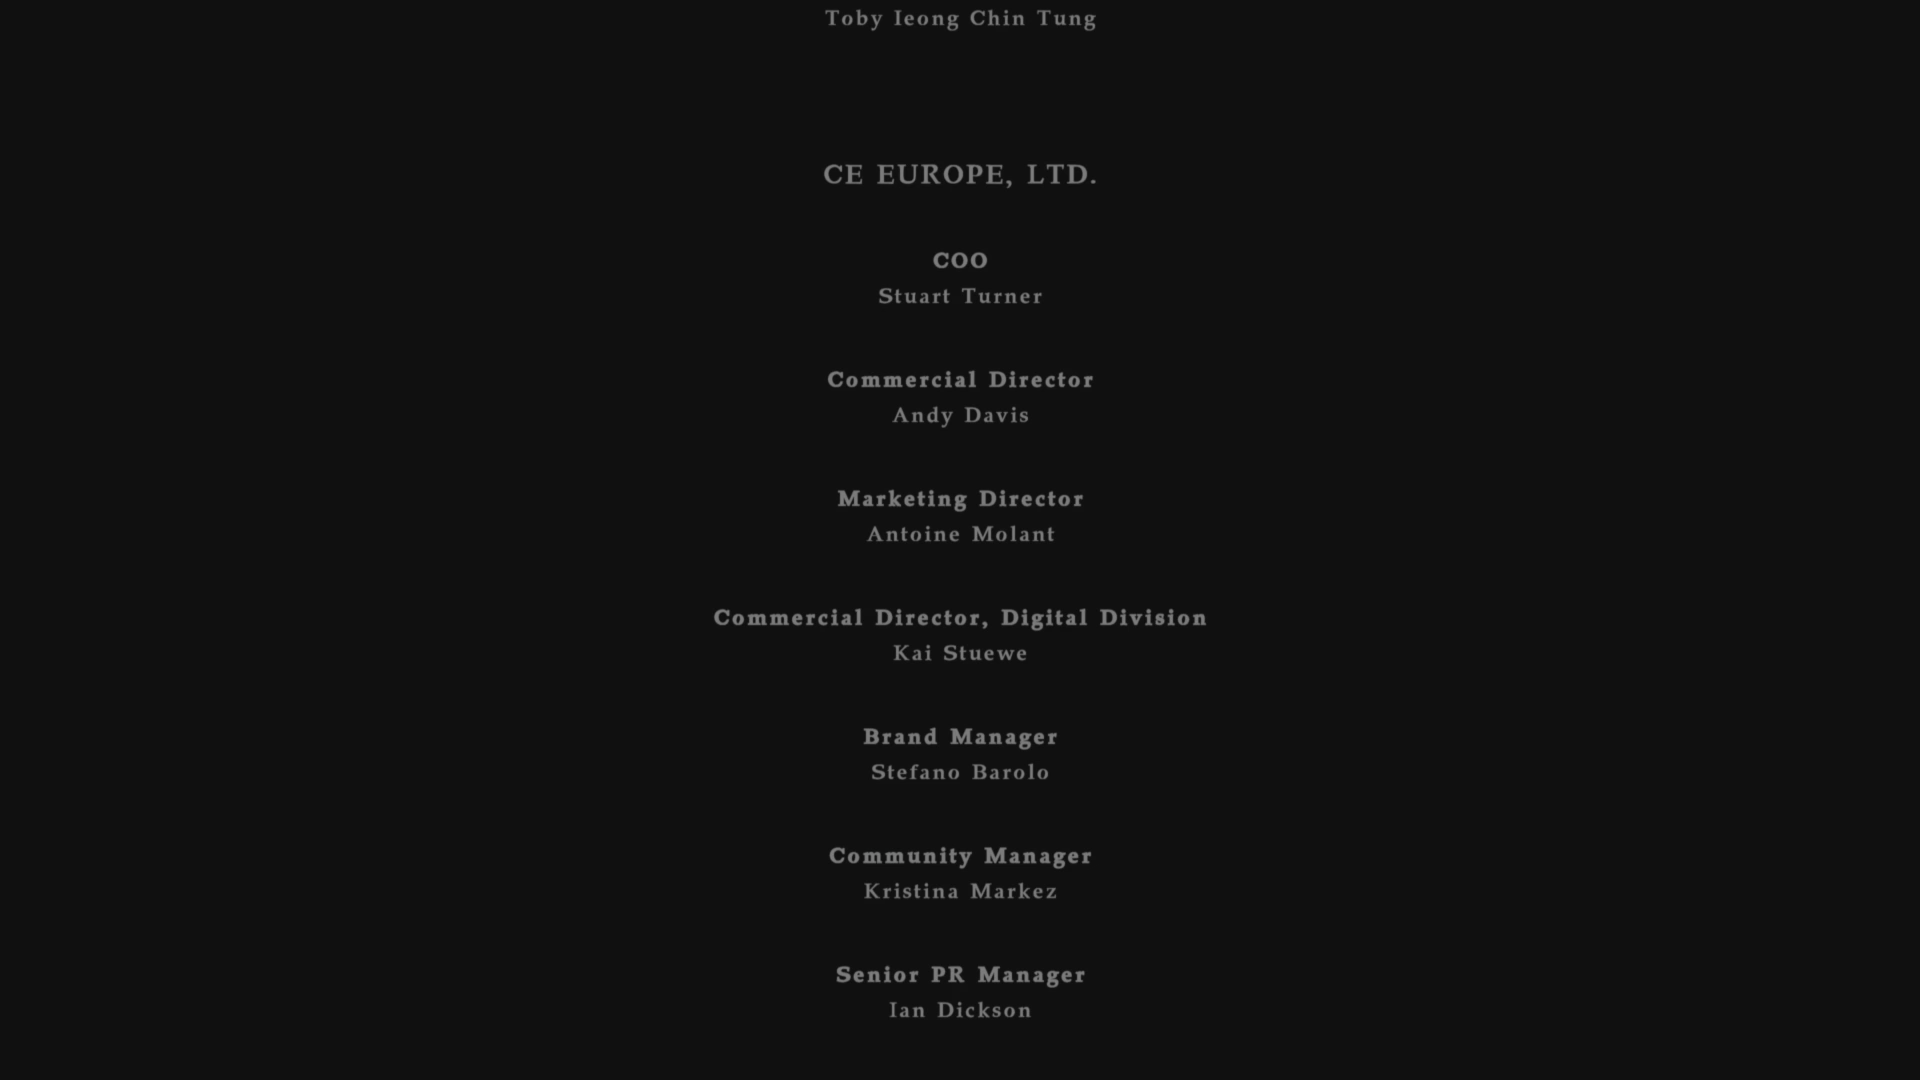 Toby Ieong Chin Tung
CE EUROPE, LTD.
COO
Stuart Turner
Commercial Director
Andy Davis
Marketing Director
Antoine Molant
Commercial Director, Digital Division
Kai Stuewe
Brand Manager
Stefano Barolo
Community Manager
Kristina Markez
Senior PR Manager
Ian Dickson